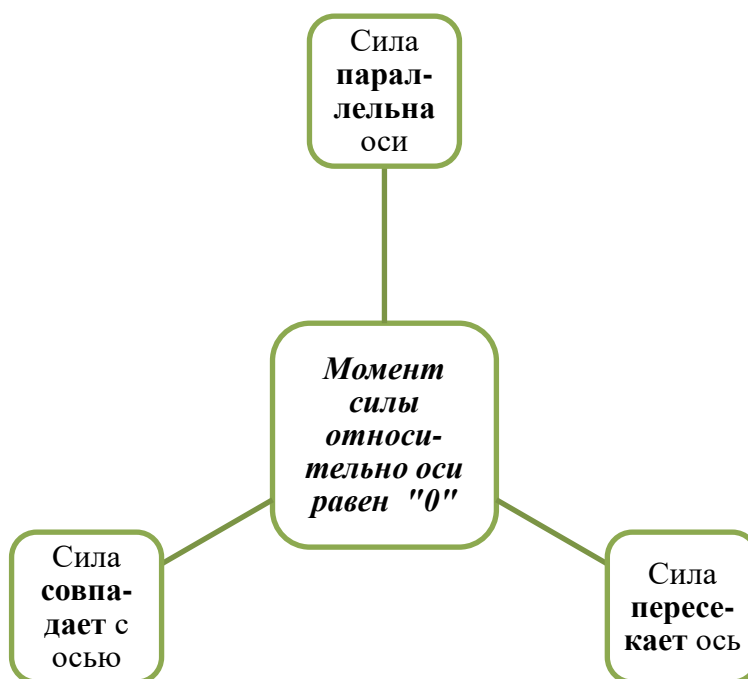 Сила
парал-
лельна
оси
Момент
силы
относи-
тельно оси
равен "0"
Сила
совпа-
дает с
осью
Сила
пересе-
кает ось